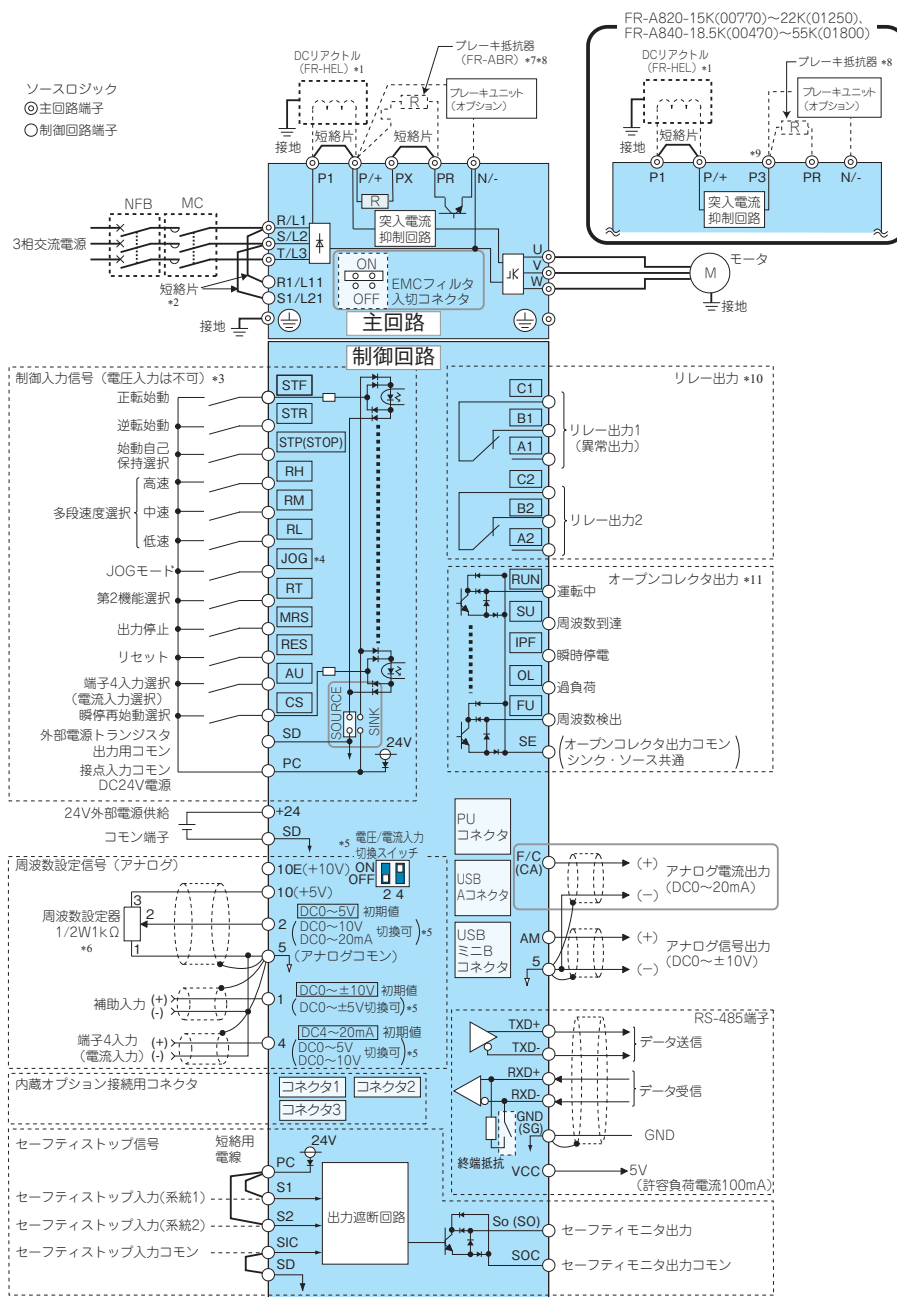 FR-A820-15K(00770)～22K(01250)、
FR-A840-18.5K(00470)～55K(01800)
DCリアクトル
(FR-HEL) *1
ブレーキ抵抗器 *8
ブレーキユニット
(オプション)
R
接地
短絡片
*9
P1
P/+
P3
PR
N/-
突入電流
抑制回路
ソースロジック
主回路端子
制御回路端子
DCリアクトル
(FR-HEL) *1
ブレーキ抵抗器
(FR-ABR) *7*8
ブレーキユニット
(オプション)
R
接地
短絡片
短絡片
P1
P/+
PX
PR
N/-
R
突入電流
抑制回路
NFB
MC
3相交流電源
R/L1
S/L2
T/L3
R1/L11
S1/L21
短絡片
*2
接地
ON
OFF
EMCフィルタ
入切コネクタ
主回路
U
V
W
M
モータ
接地
制御回路
制御入力信号（電圧入力は不可）*3
正転始動
STF
逆転始動
STR
始動自己
保持選択
STP(STOP)
多段速度選択
高速
RH
中速
RM
低速
RL
JOGモード
JOG *4
第2機能選択
RT
出力停止
MRS
リセット
RES
端子4入力選択
(電流入力選択)
AU
瞬停再始動選択
CS
外部電源トランジスタ
出力用コモン
SD
接点入力コモン
DC24V電源
PC
SOURCE
SINK
24V
24V外部電源供給
+24
コモン端子
SD
リレー出力 *10
C1
B1
A1
リレー出力1
(異常出力)
C2
B2
A2
リレー出力2
オープンコレクタ出力 *11
RUN
運転中
SU
周波数到達
IPF
瞬時停電
OL
過負荷
FU
周波数検出
SE
(オープンコレクタ出力コモン
シンク・ソース共通)
周波数設定信号（アナログ）
*5 電圧/電流入力
切換スイッチ
ON
OFF
2 4
10E(+10V)
10(+5V)
周波数設定器
1/2W1kΩ
*6
3
2
1
2
DC0～5V 初期値
DC0～10V
DC0～20mA 切換可 *5
5
(アナログコモン)
補助入力 (+)
(-)
1
DC0～±10V 初期値
DC0～±5V切換可 *5
端子4入力 (+)
(電流入力) (-)
4
DC4～20mA 初期値
DC0～5V
DC0～10V 切換可 *5
PU
コネクタ
USB
Aコネクタ
USB
ミニB
コネクタ
F/C
(CA)
(+)
(−)
アナログ電流出力
(DC0～20mA)
AM
5
(+)
(−)
アナログ信号出力
(DC0～±10V)
RS-485端子
TXD+
TXD-
データ送信
RXD+
RXD-
データ受信
GND
(SG)
GND
終端抵抗
VCC
5V
(許容負荷電流100mA)
内蔵オプション接続用コネクタ
コネクタ1
コネクタ2
コネクタ3
セーフティストップ信号
短絡用
電線
24V
PC
セーフティストップ入力(系統1)
S1
セーフティストップ入力(系統2)
S2
セーフティストップ入力コモン
SIC
SD
出力遮断回路
So (SO)
セーフティモニタ出力
SOC
セーフティモニタ出力コモン